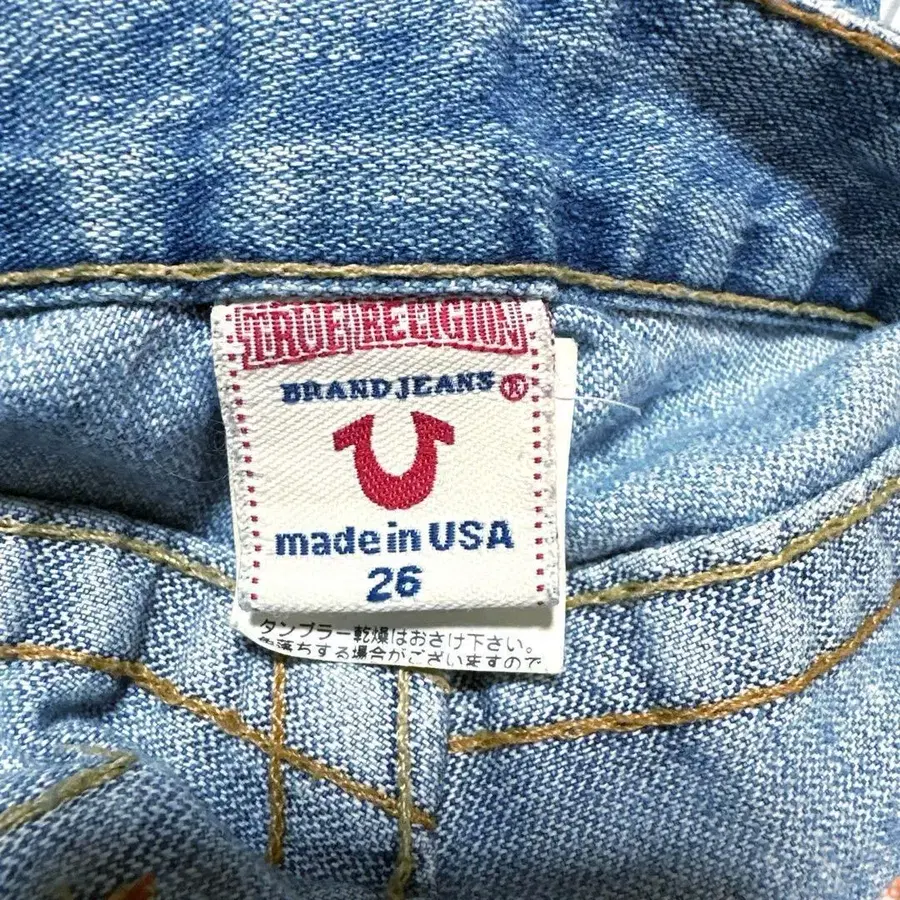 TRUE RELIGION
BRAND JEANS ®
made in USA
26
タンブラー乾燥はおさけ下さい。
落ちする場合がございますので